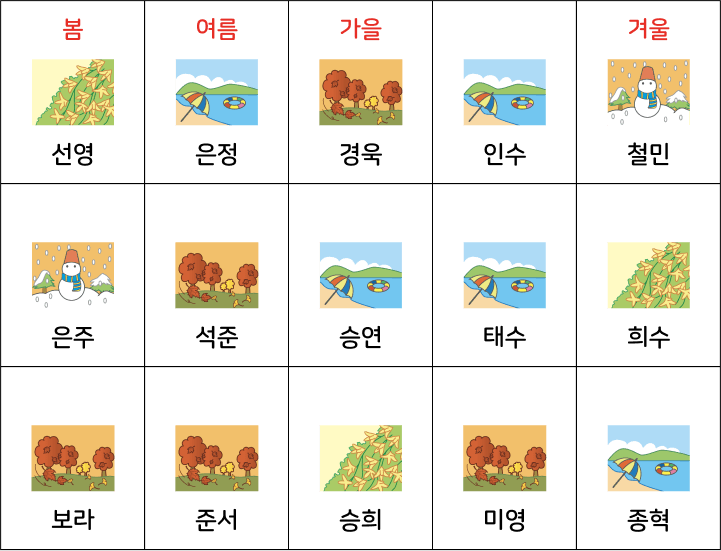 봄 여름 가을 겨울
선영 은정 경욱 인수 철민
은주 석준 승연 태수 희수
보라 준서 승희 미영 종혁